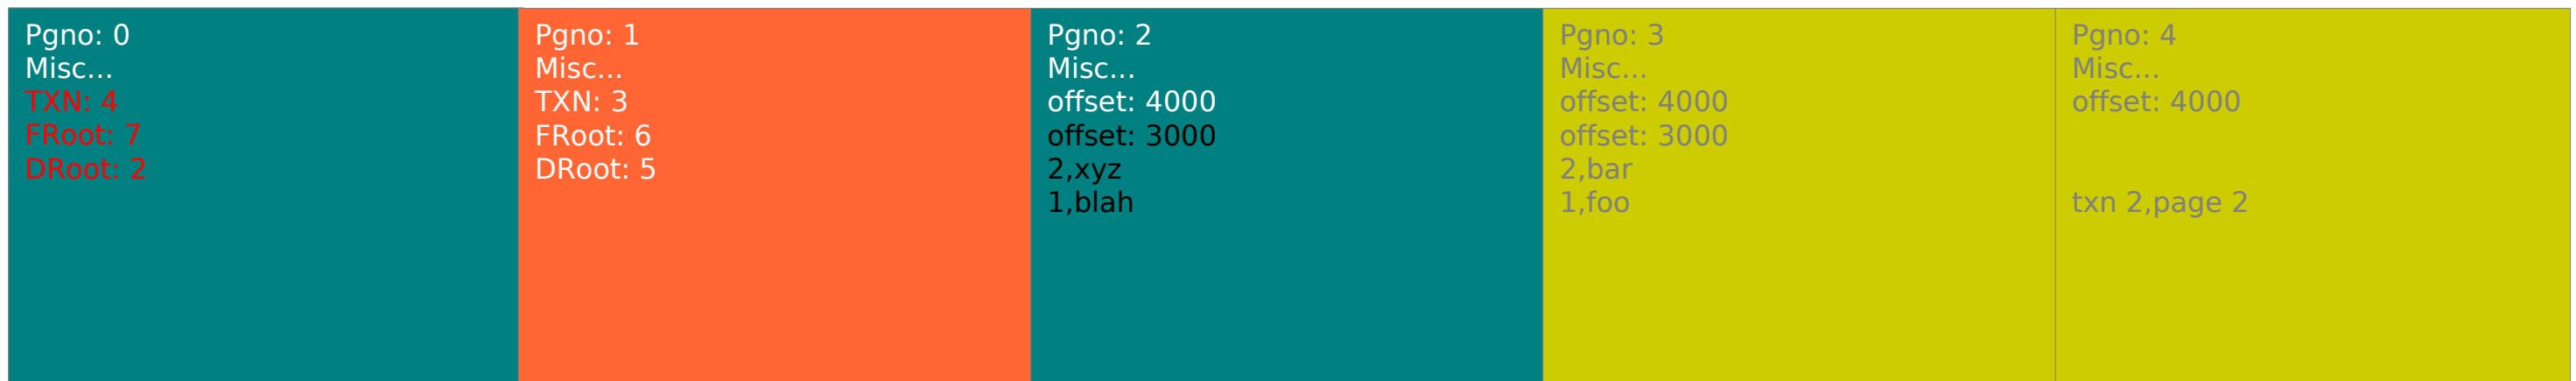 Pgno: 0
Misc...
TXN: 4
FRoot: 7
DRoot: 2
Pgno: 1
Misc...
TXN: 3
FRoot: 6
DRoot: 5
Pgno: 2
Misc...
offset: 4000
offset: 3000
2,xyz
1,blah
Pgno: 3
Misc...
offset: 4000
offset: 3000
2,bar
1,foo
Pgno: 4
Misc...
offset: 4000
txn 2,page 2